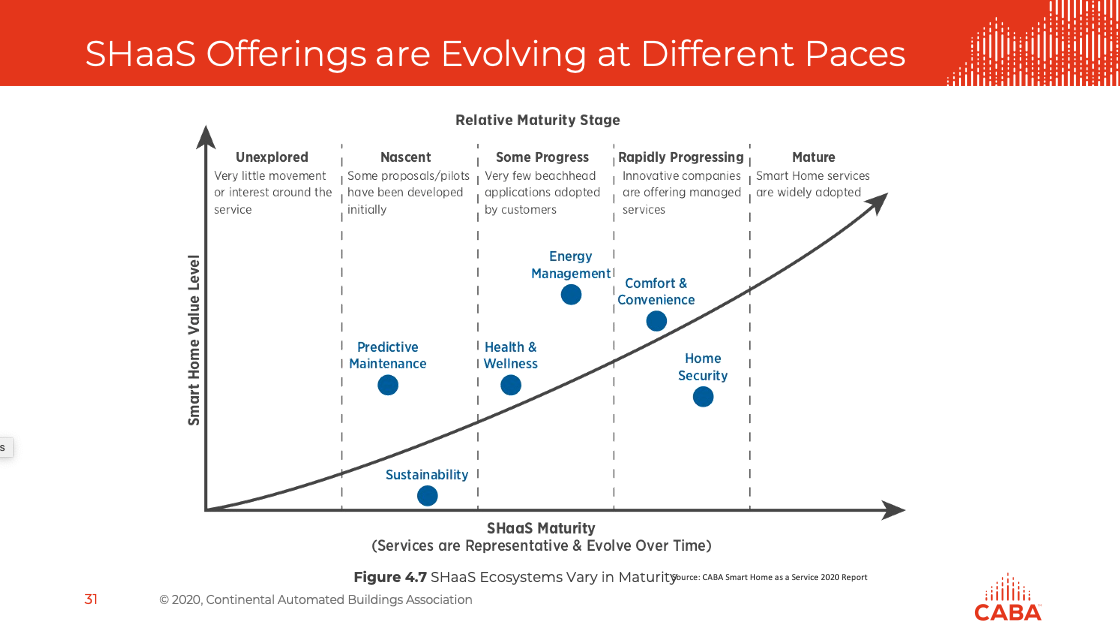 SHaaS Offerings are Evolving at Different Paces
Relative Maturity Stage
Unexplored
Very little movement
or interest around the
service
Nascent
Some proposals/pilots
have been developed
initially
Some Progress
Very few beachhead
applications adopted
by customers
Rapidly Progressing
Innovative companies
are offering managed
services
Mature
Smart Home services
are widely adopted
Smart Home Value Level
Energy
Management
Comfort &
Convenience
Predictive
Maintenance
Health &
Wellness
Home
Security
Sustainability
SHaaS Maturity
(Services are Representative & Evolve Over Time)
Figure 4.7 SHaaS Ecosystems Vary in Maturity
Source: CABA Smart Home as a Service 2020 Report
31
© 2020, Continental Automated Buildings Association
CABA
s